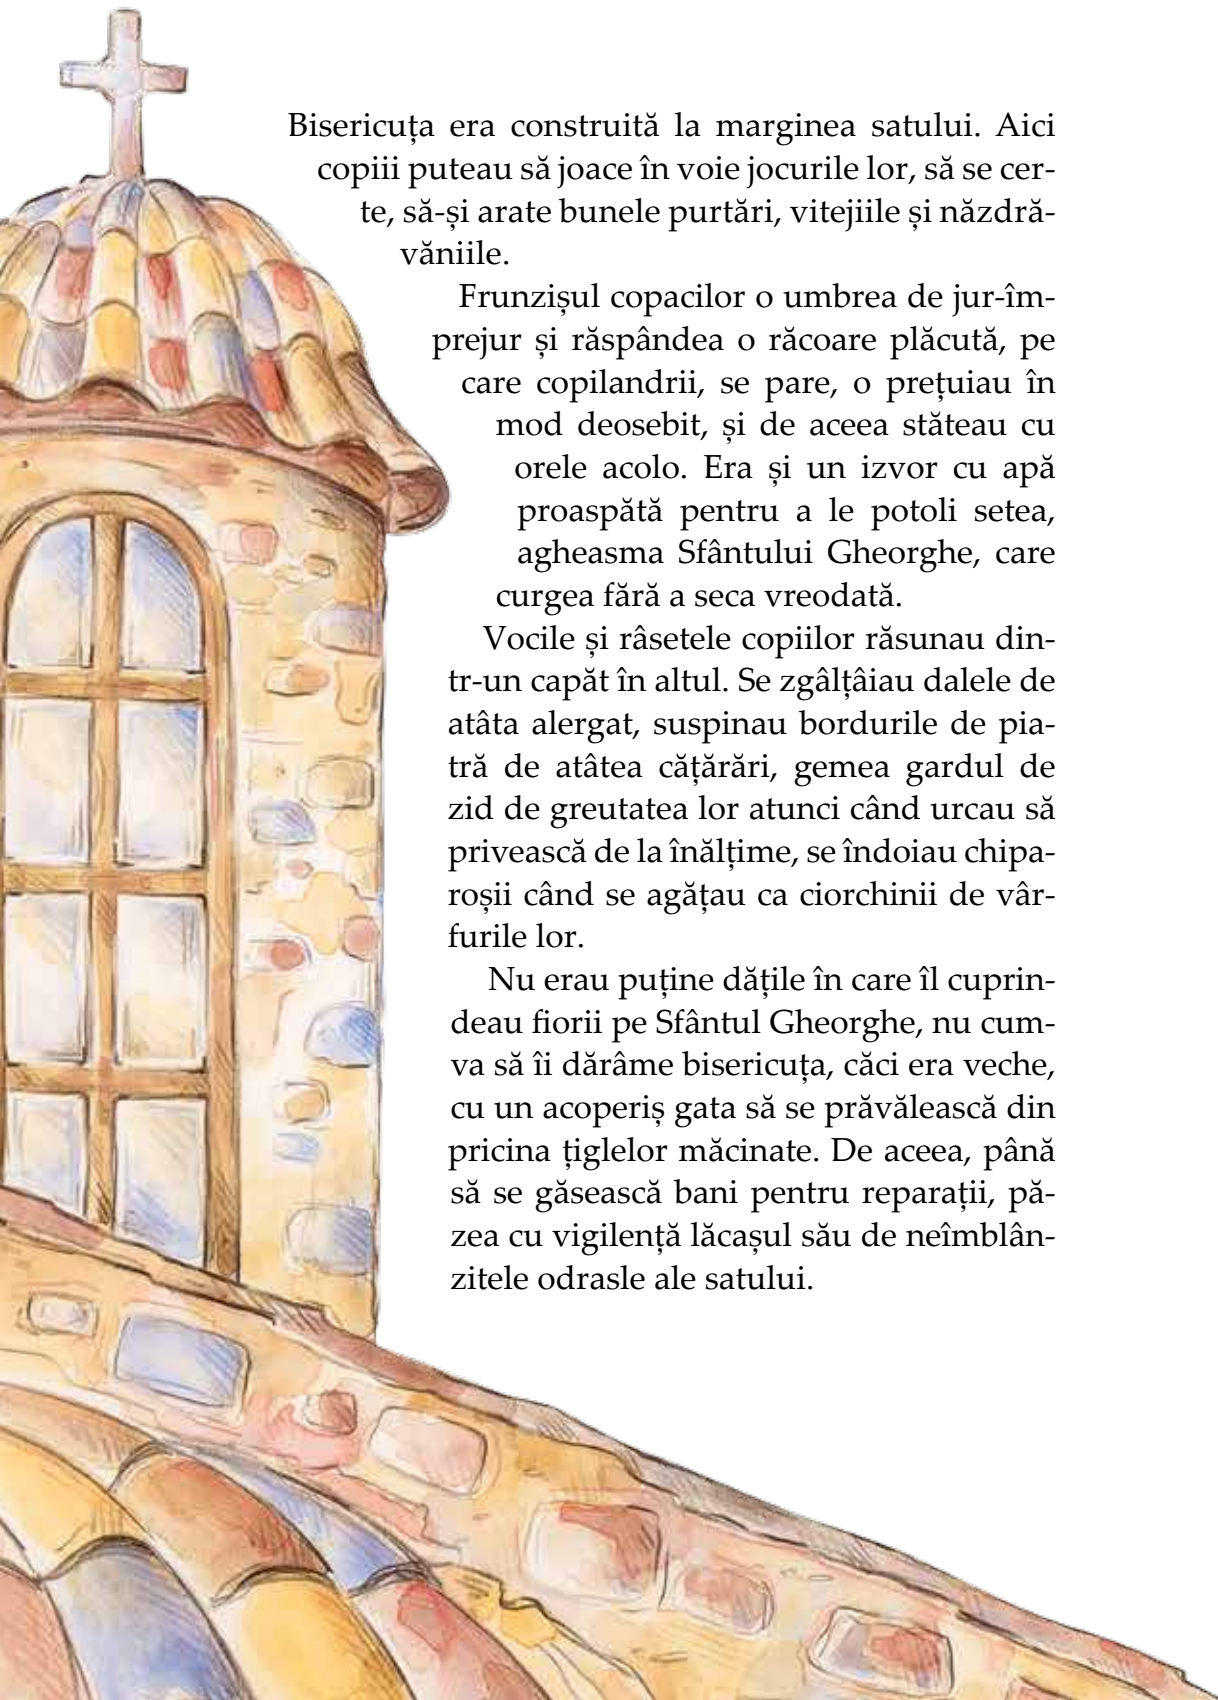 Bisericuța era construită la marginea satului. Aici
copiii puteau să joace în voie jocurile lor, să se cer-
te, să-și arate bunele purtări, vitejiile și năzdră-
văniile.
Frunzișul copacilor o umbrea de jur-îm-
prejur și răspândea o răcoare plăcută, pe
care copilandrii, se pare, o prețuiau în
mod deosebit, și de aceea stăteau cu
orele acolo. Era și un izvor cu apă
proaspătă pentru a le potoli setea,
agheasma Sfântului Gheorghe, care
curgea fără a seca vreodată.
Vocile și râsetele copiilor răsunau din-
tr-un capăt în altul. Se zgâlțâiau dalele de
atâta alergat, suspinau bordurile de pia-
tră de atâtea cățărări, gemea gardul de
zid de greutatea lor atunci când urcau să
privească de la înălțime, se îndoiau chipa-
roșii când se agățau ca ciorchinii de vâr-
furile lor.
Nu erau puține dățile în care îl cuprin-
deau fiorii pe Sfântul Gheorghe, nu cum-
va să îi dărâme bisericuța, căci era veche,
cu un acoperiș gata să se prăvălească din
pricina țiglelor măcinate. De aceea, până
să se găsească bani pentru reparații, pă-
zea cu vigilență lăcașul său de neîmblân-
zitele odrasle ale satului.